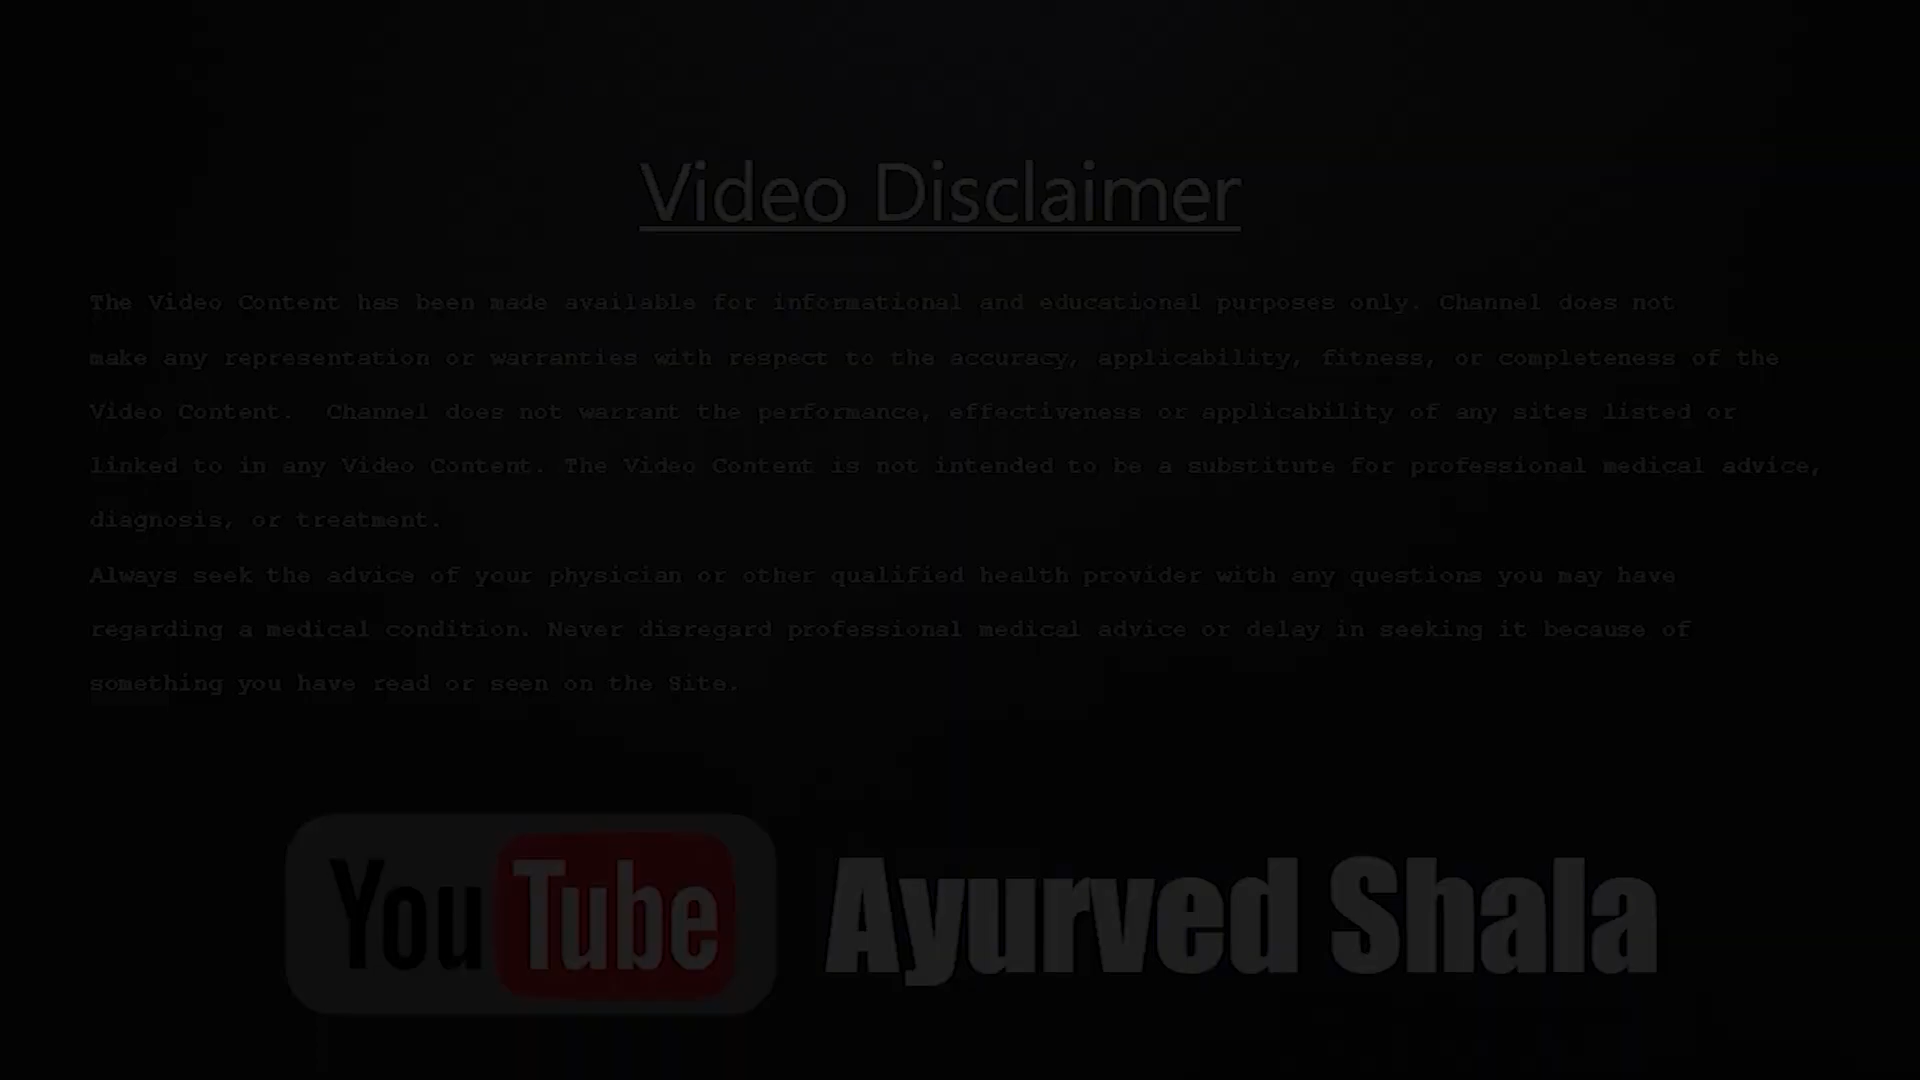 Video Disclaimer
The Video Content has been made available for informational and educational purposes only. Channel does not
make any representation or warranties with respect to the accuracy, applicability, fitness, or completeness of the
Video Content.  Channel does not warrant the performance, effectiveness or applicability of any sites listed or
linked to in any Video Content. The Video Content is not intended to be a substitute for professional medical advice,
diagnosis, or treatment.
Always seek the advice of your physician or other qualified health provider with any questions you may have
regarding a medical condition. Never disregard professional medical advice or delay in seeking it because of
something you have read or seen on the Site.
YouTube Ayurved Shala